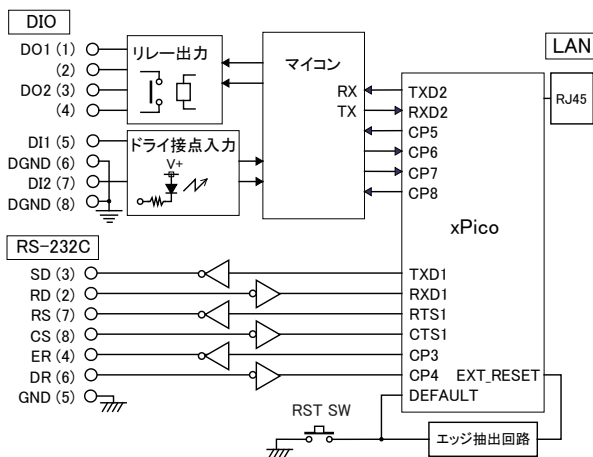 DIO
LAN
DO1 (1)
(2)
DO2 (3)
(4)
リレー出力
マイコン
RX
TX
TXD2
RXD2
CP5
CP6
CP7
CP8
RJ45
DI1 (5)
DGND (6)
DI2 (7)
DGND (8)
ドライ接点入力
V+
xPico
RS-232C
SD (3)
RD (2)
RS (7)
CS (8)
ER (4)
DR (6)
GND (5)
TXD1
RXD1
RTS1
CTS1
CP3
CP4
EXT_RESET
DEFAULT
RST SW
エッジ抽出回路